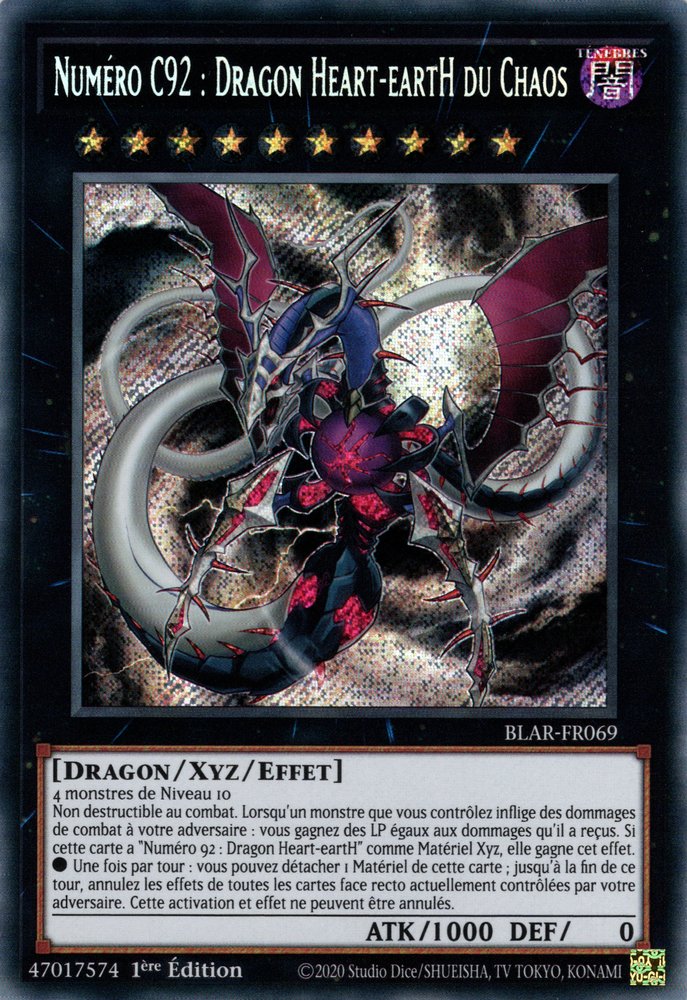 Numéro C92 : Dragon Heart-eartH du Chaos
TÉNÈBRES
闇
BLAR-FR069
[Dragon/Xyz/Effet]
4 monstres de Niveau 10
Non destructible au combat. Lorsqu'un monstre que vous contrôlez inflige des dommages
de combat à votre adversaire : vous gagnez des LP égaux aux dommages qu'il a reçus. Si
cette carte a "Numéro 92 : Dragon Heart-eartH" comme Matériel Xyz, elle gagne cet effet.
● Une fois par tour : vous pouvez détacher 1 Matériel de cette carte ; jusqu'à la fin de ce
tour, annulez les effets de toutes les cartes face recto actuellement contrôlées par votre
adversaire. Cette activation et effet ne peuvent être annulés.
ATK/1000 DEF/ 0
47017574 1ère Édition ©2020 Studio Dice/SHUEISHA, TV TOKYO, KONAMI